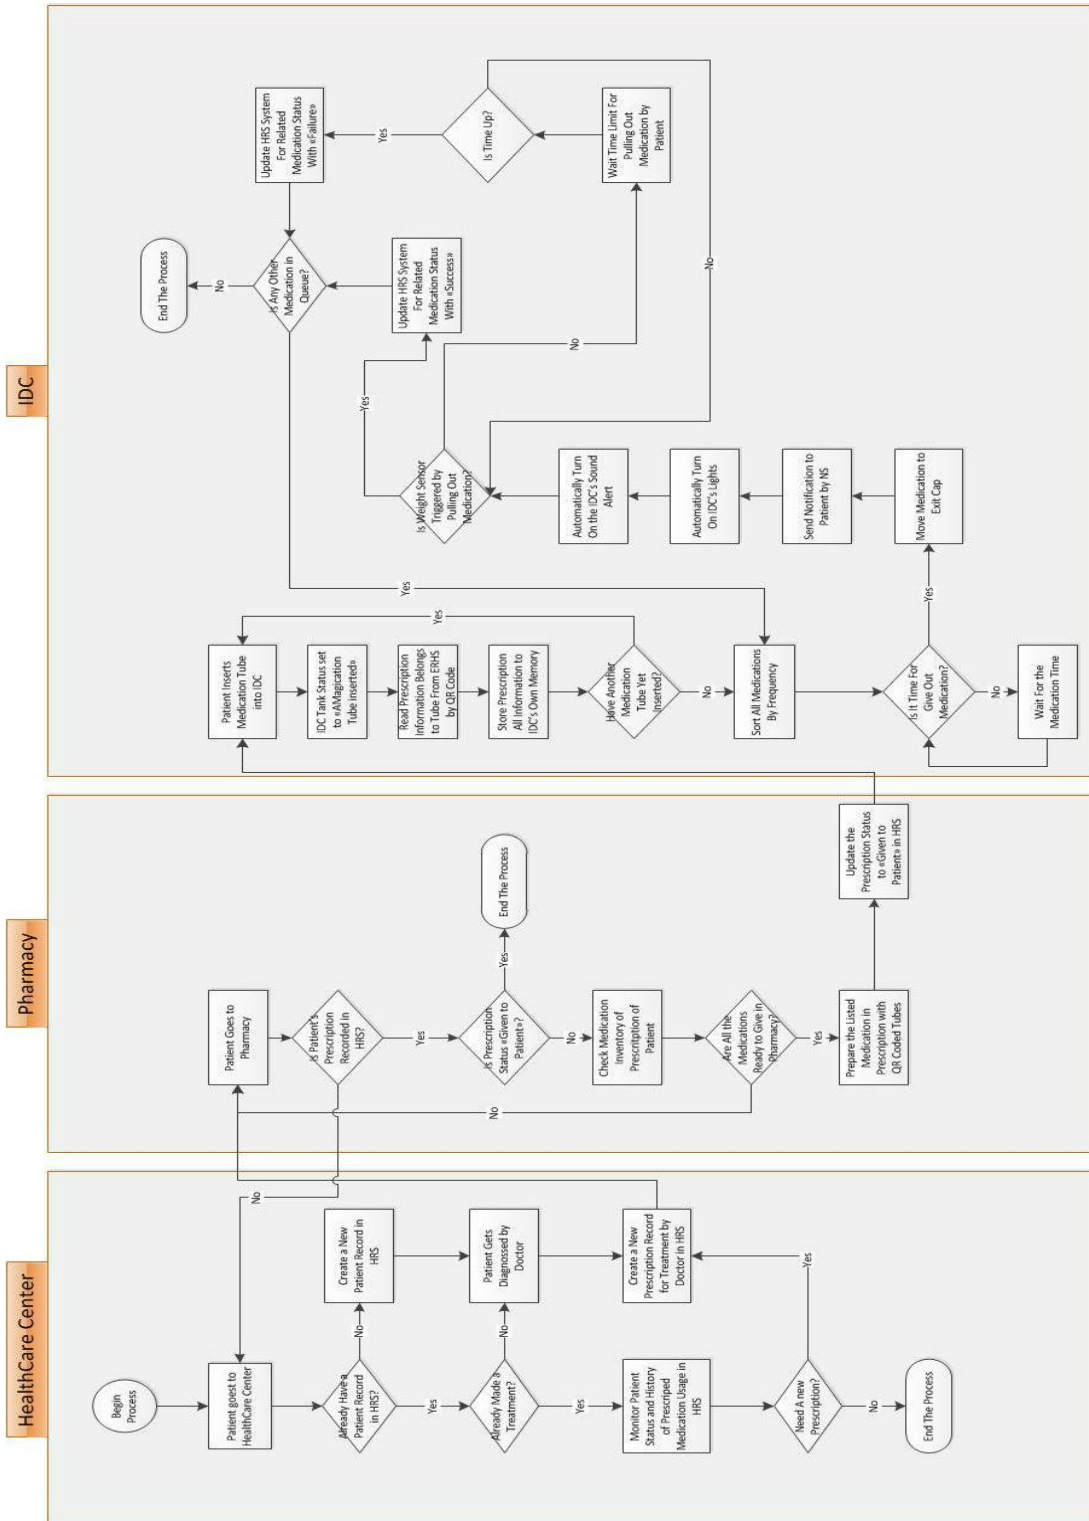 HealthCare Center
Begin
Process
Patient goest to
HealthCare Center
Already Have a
Patient Record
in HRS?
No
Create a New
Patient Record in
HRS
Yes
Already Made a
Treatment?
No
Patient Gets
Diagnossed by
Doctor
Yes
Monitor Patient
Status and History
of Prescriped
Medication Usage in
HRS
Create a New
Prescription Record
for Treatment by
Doctor in HRS
Need A new
Prescription?
Yes
No
End The Process
No
Pharmacy
Patient Goes to
Pharmacy
Is Patient's
Prescription
Recorded in
HRS?
Yes
Is Prescription
Status «Given to
Patient»?
Yes
End The Process
No
Check Medication
Inventory of
Prescritption of
Patient
Are All the
Medications
Ready to Give in
Pharmacy?
No
Yes
Prepare the Listed
Medication in
Prescription with
QR Coded Tubes
Update the
Prescription Status
to «Given to
Patient» in HRS
IDC
Patient Inserts
Medication Tube
into IDC
IDC Tank Status set
to «AMagication
Tube inserted»
Read Prescription
Information Belongs
to Tube From ERHS
by QR Code
Store Prescription
All Information to
IDC's Own Memory
Have Another
Medication
Tube Yet
Inserted?
Yes
No
Sort All Medications
By Frequency
Is It Time For
Give Out
Medication?
No
Wait For the
Medication Time
Yes
Move Medication to
Exit Cap
Send Notification to
Patient by NS
Automatically Turn
On IDC's Lights
Automatically Turn
On the IDC's Sound
Alert
Is Weight Sensor
Triggered by
Pulling Out
Medication?
Yes
Update HRS System
For Related
Medication Status
With «Success»
No
Wait Time Limit For
Pulling Out
Medication by
Patient
Is Time Up?
No
Yes
Update HRS System
For Related
Medication Status
With «Failure»
Is Any Other
Medication in
Queue?
Yes
No
End The Process